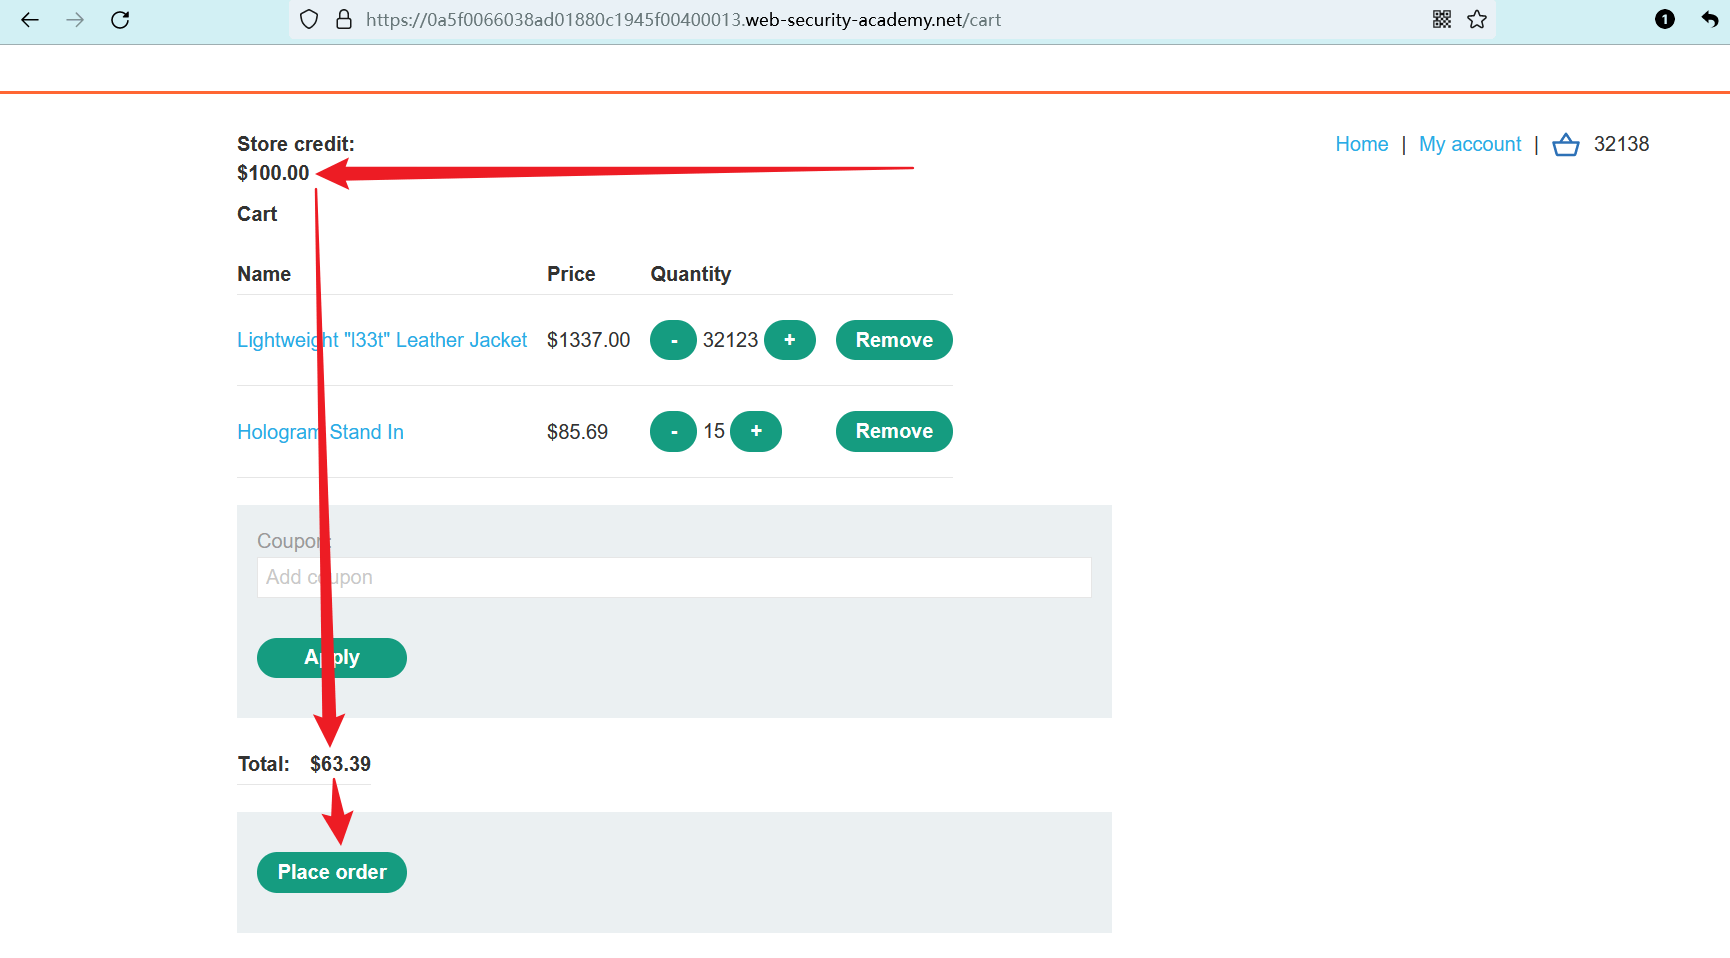 https://0a5f0066038ad01880c1945f00400013.web-security-academy.net/cart
1
Store credit:
$100.00
Home | My account | 32138
Cart
Name Price Quantity
Lightweight "l33t" Leather Jacket $1337.00 - 32123 + Remove
Hologram Stand In $85.69 - 15 + Remove
Coupon:
Add coupon
Apply
Total: $63.39
Place order